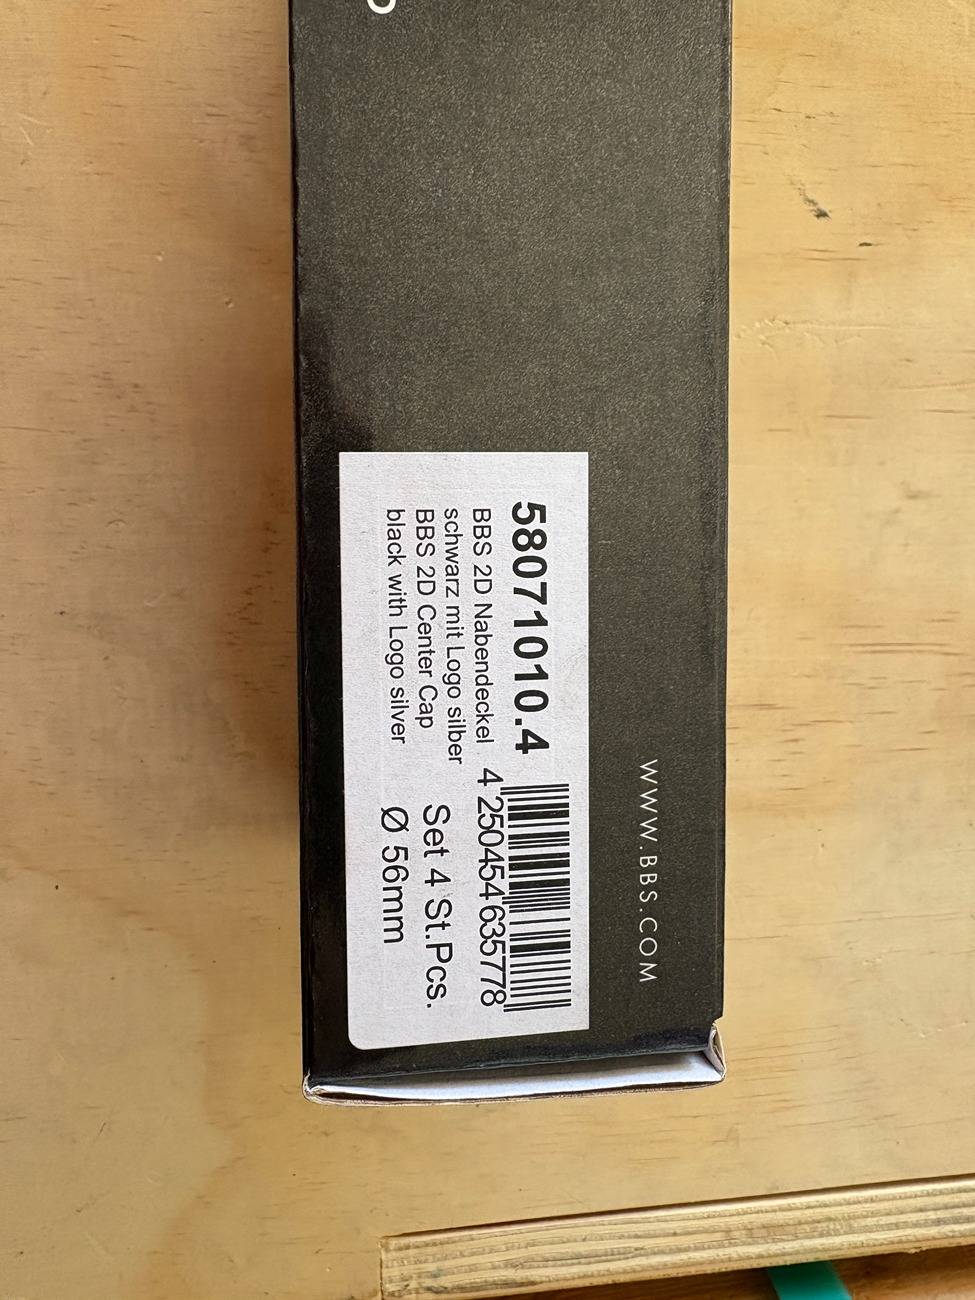 58071010.4
BBS 2D Nabendeckel
schwarz mit Logo silber
BBS 2D Center Cap
black with Logo silver
4 250454 635778
Set 4 St.Pcs.
Ø 56mm
WWW.BBS.COM